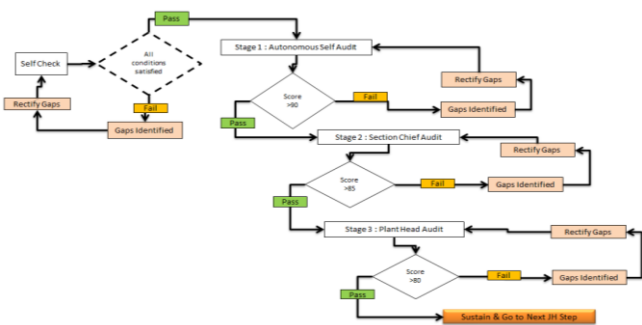 Pass
All
conditions
satisfied
Self Check
Fail
Rectify Gaps
Gaps Identified
Stage 1 : Autonomous Self Audit
Rectify Gaps
Score
>90
Fail
Gaps Identified
Pass
Stage 2 : Section Chief Audit
Rectify Gaps
Score
>85
Fail
Gaps Identified
Pass
Stage 3 : Plant Head Audit
Rectify Gaps
Score
>80
Fail
Gaps Identified
Pass
Sustain & Go to Next JH Step